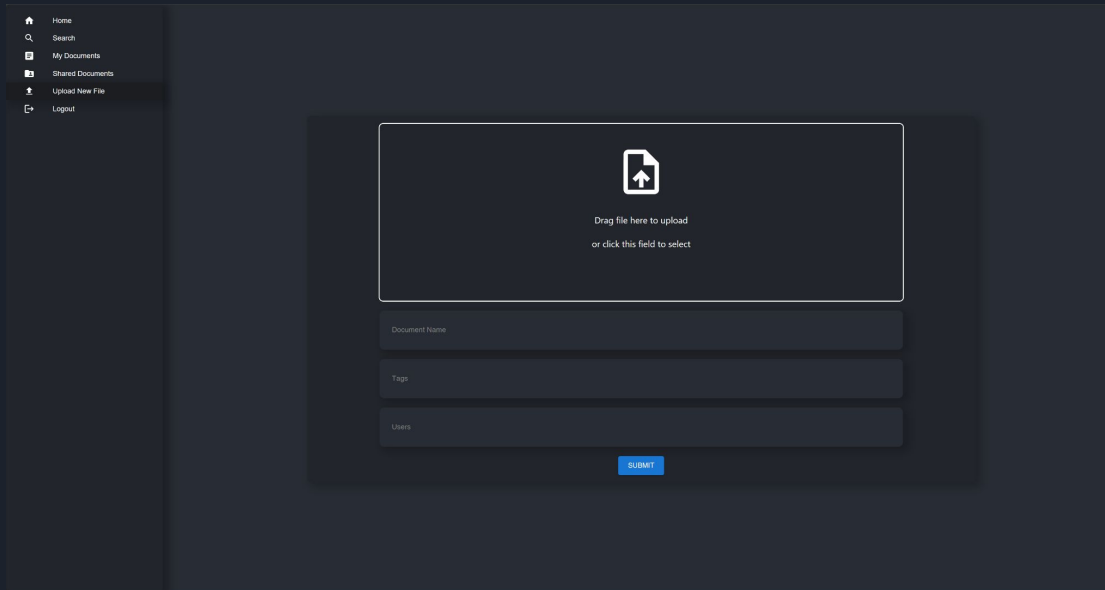 Home
Search
My Documents
Shared Documents
Upload New File
Logout
Drag file here to upload
or click this field to select
Document Name
Tags
Users
SUBMIT